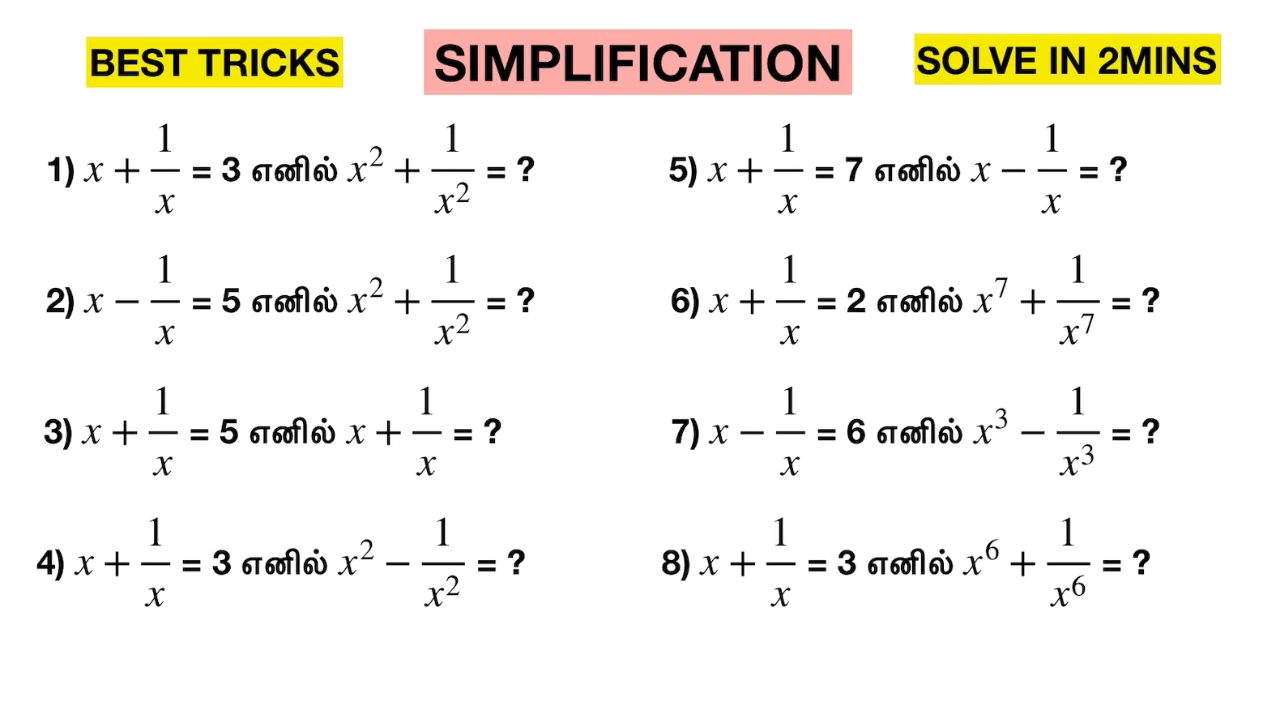 BEST TRICKS
SIMPLIFICATION
SOLVE IN 2MINS
1) x + 1/x = 3 எனில் x² + 1/x² = ?
2) x − 1/x = 5 எனில் x² + 1/x² = ?
3) x + 1/x = 5 எனில் x + 1/x = ?
4) x + 1/x = 3 எனில் x² − 1/x² = ?
5) x + 1/x = 7 எனில் x − 1/x = ?
6) x + 1/x = 2 எனில் x⁷ + 1/x⁷ = ?
7) x − 1/x = 6 எனில் x³ − 1/x³ = ?
8) x + 1/x = 3 எனில் x⁶ + 1/x⁶ = ?